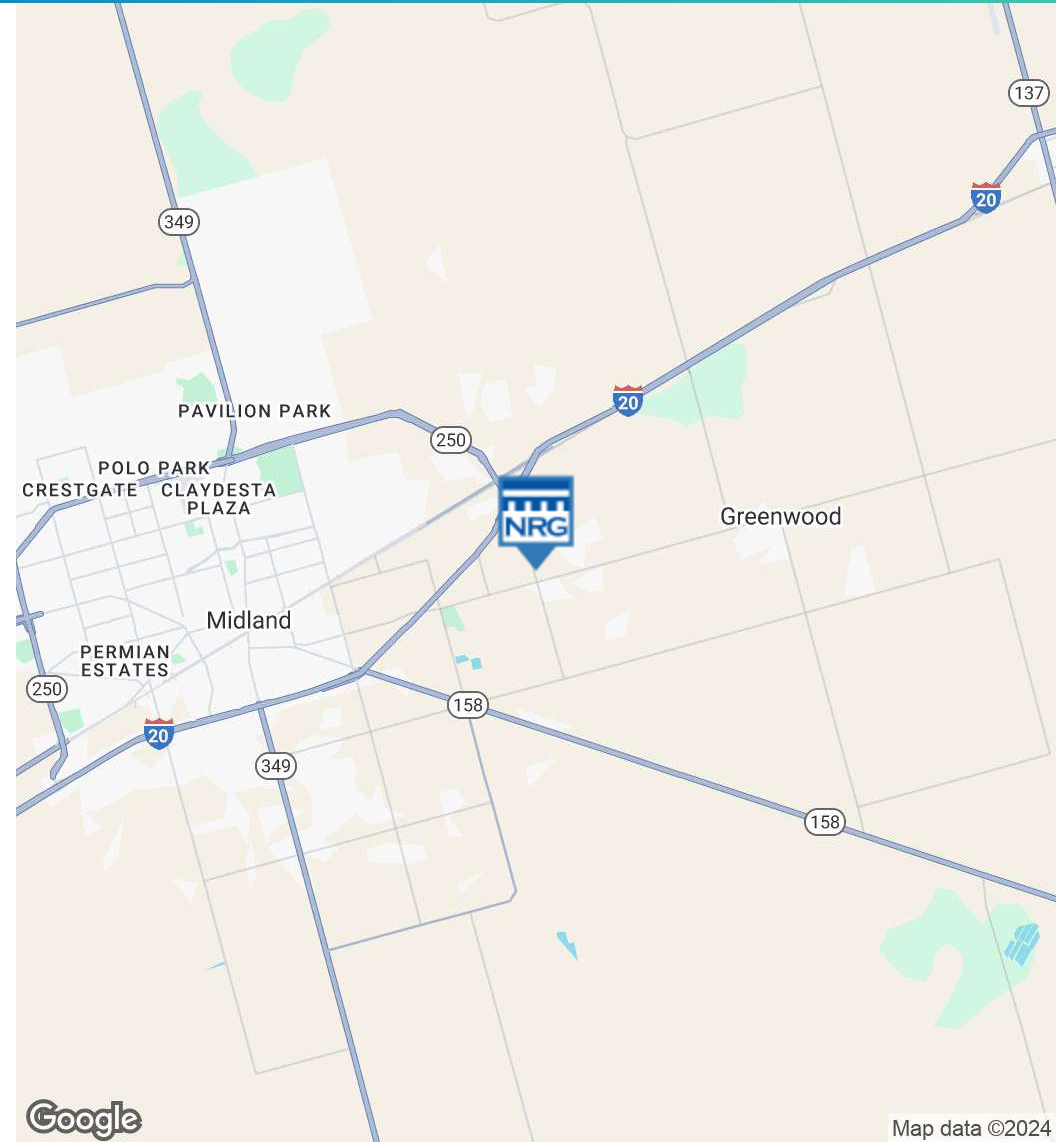 137
20
349
20
PAVILION PARK
250
POLO PARK
CRESTGATE
CLAYDESTA
PLAZA
NRG
Greenwood
Midland
PERMIAN
ESTATES
250
158
20
349
158
Google
Map data ©2024